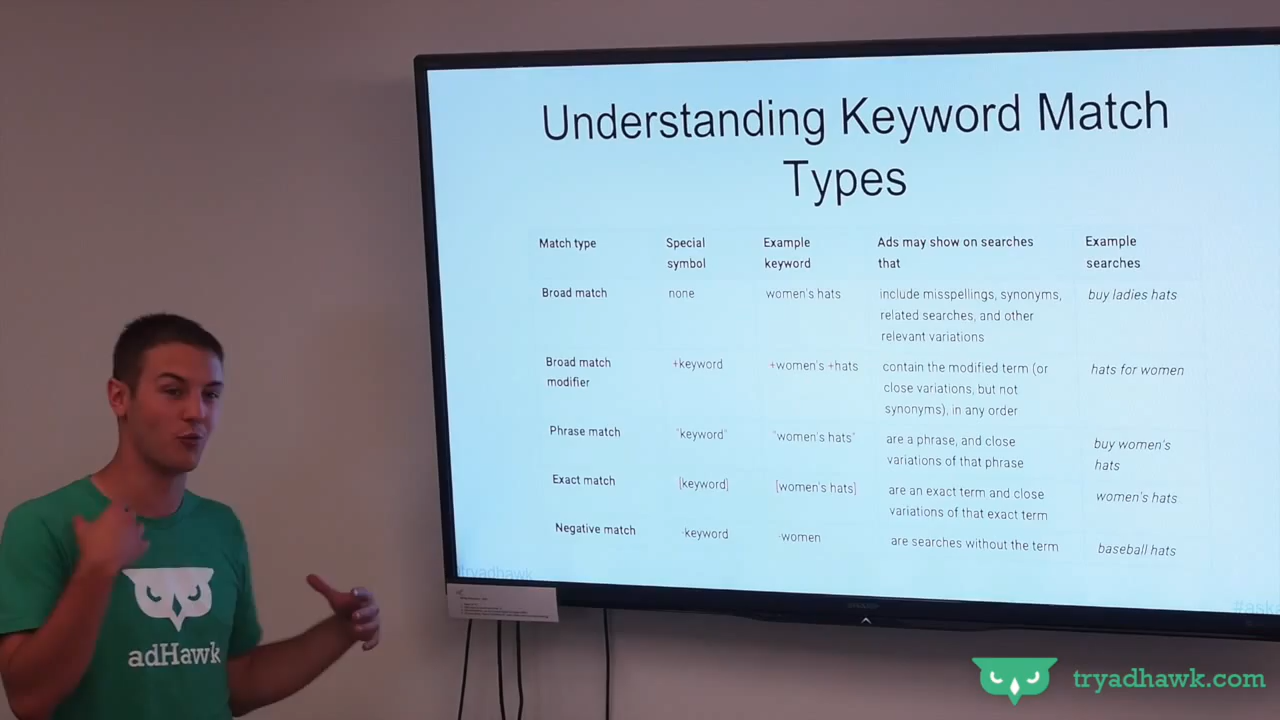 Understanding Keyword Match
Types
Match type
Special
symbol
Example
keyword
Ads may show on searches
that
Example
searches
Broad match
none
women's hats
include misspellings, synonyms,
related searches, and other
relevant variations
buy ladies hats
Broad match
modifier
+keyword
+women's +hats
contain the modified term (or
close variations, but not
synonyms), in any order
hats for women
Phrase match
"keyword"
"women's hats"
are a phrase, and close
variations of that phrase
buy women's
hats
Exact match
[keyword]
[women's hats]
are an exact term and close
variations of that exact term
women's hats
Negative match
-keyword
-women
are searches without the term
baseball hats
tryadhawk
SHARP
adHawk
tryadhawk.com